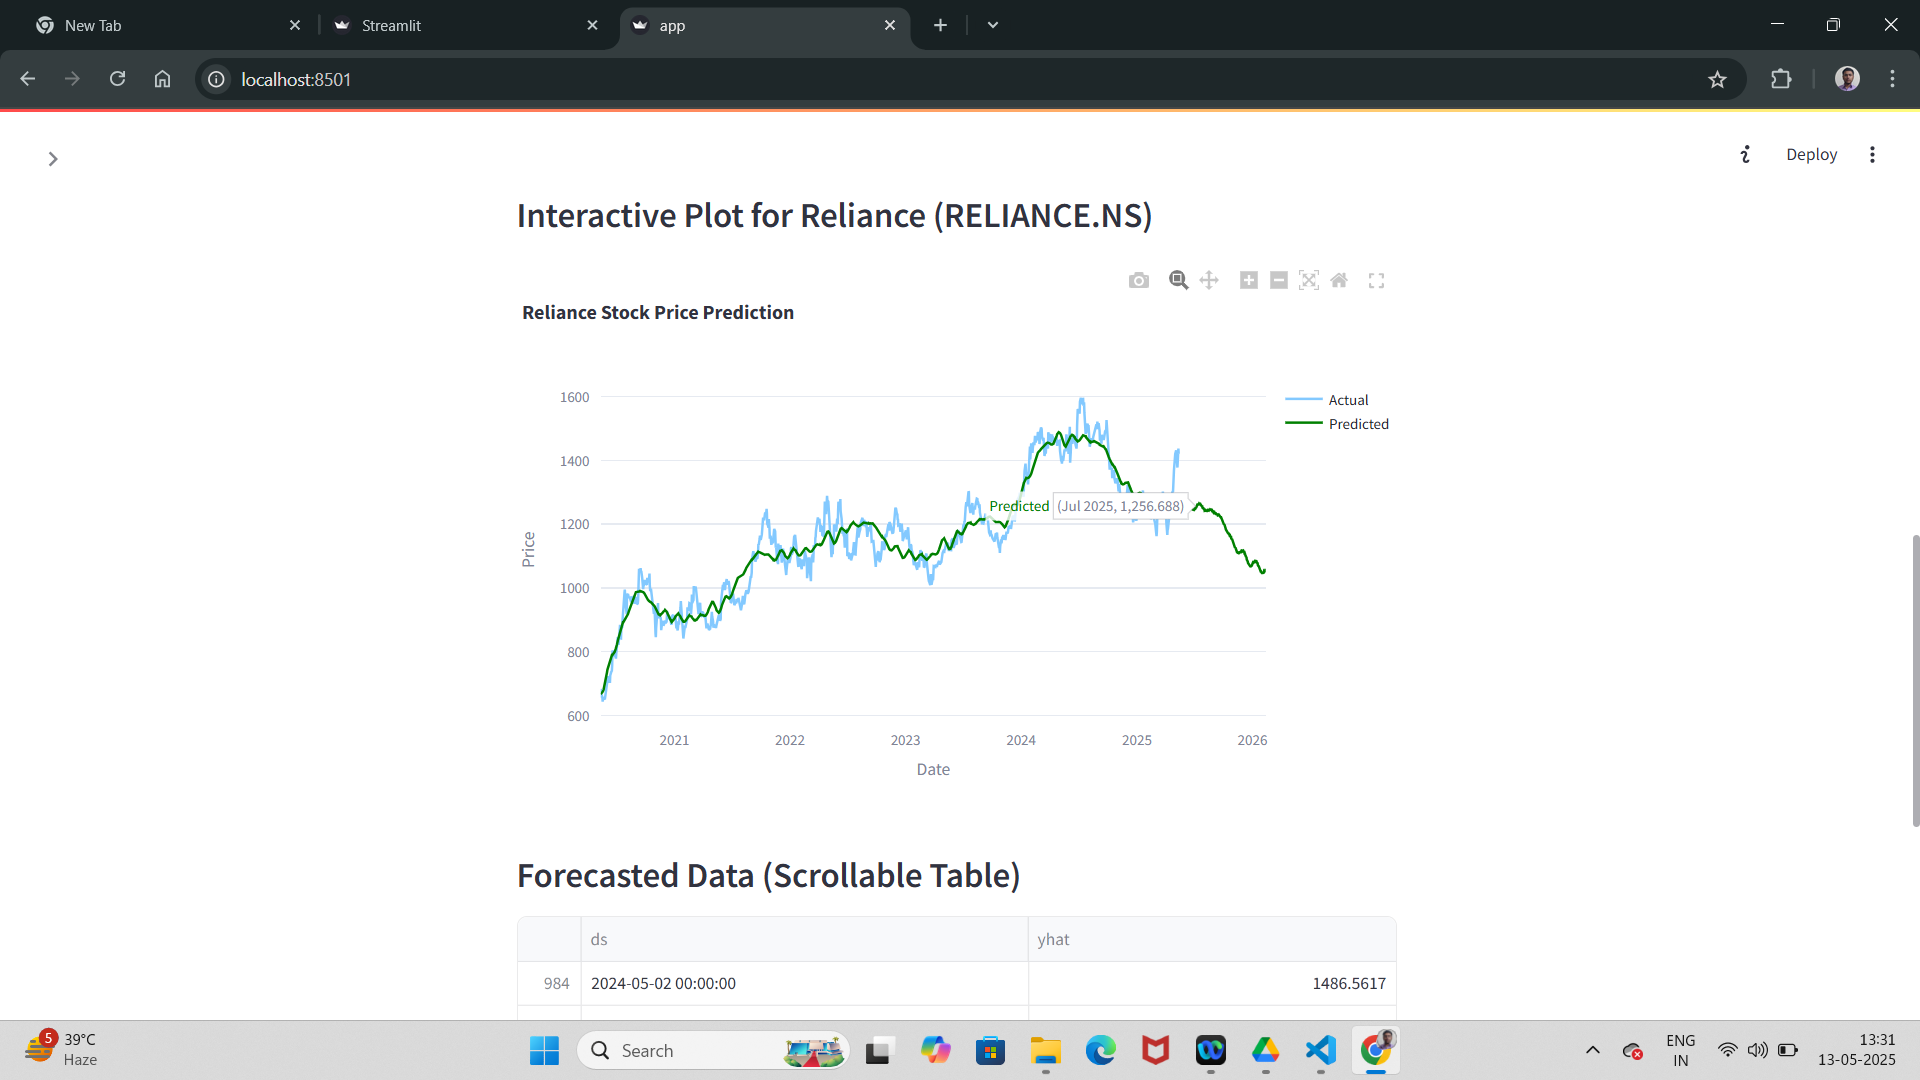 New Tab
Streamlit
app
localhost:8501
Deploy
Interactive Plot for Reliance (RELIANCE.NS)
Reliance Stock Price Prediction
1600
1400
1200
1000
800
600
Price
Actual
Predicted
Predicted (Jul 2025, 1,256.688)
2021 2022 2023 2024 2025 2026
Date
Forecasted Data (Scrollable Table)
ds yhat
984 2024-05-02 00:00:00 1486.5617
5
39°C
Haze
Search
ENG
IN
13:31
13-05-2025